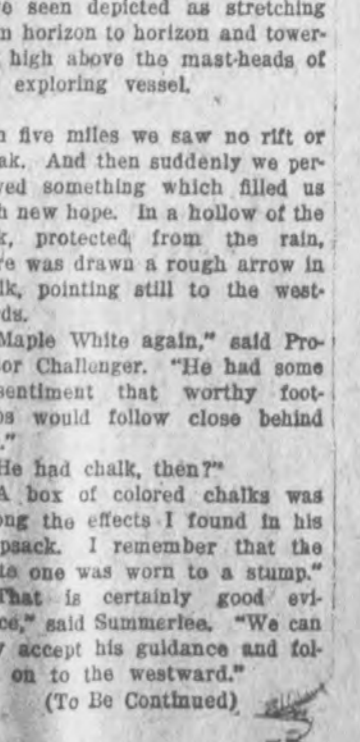 seen depicted as stretching
horizon to horizon and tower-
high above the mast-heads of
exploring vessel.
five miles we saw no rift or
And then suddenly we per-
something which filled us
new hope. In a hollow of the
protected from the rain,
was drawn a rough arrow in
pointing still to the west-
Maple White again," said Pro-
or Challenger. "He had some
sentiment that worthy foot-
would follow close behind
."
He had chalk, then?"
A box of colored chalks was
the effects I found in his
psack. I remember that the
one was worn to a stump."
That is certainly good evi-
ce," said Summerlee. "We can
accept his guidance and fol-
on to the westward."
(To Be Continued)